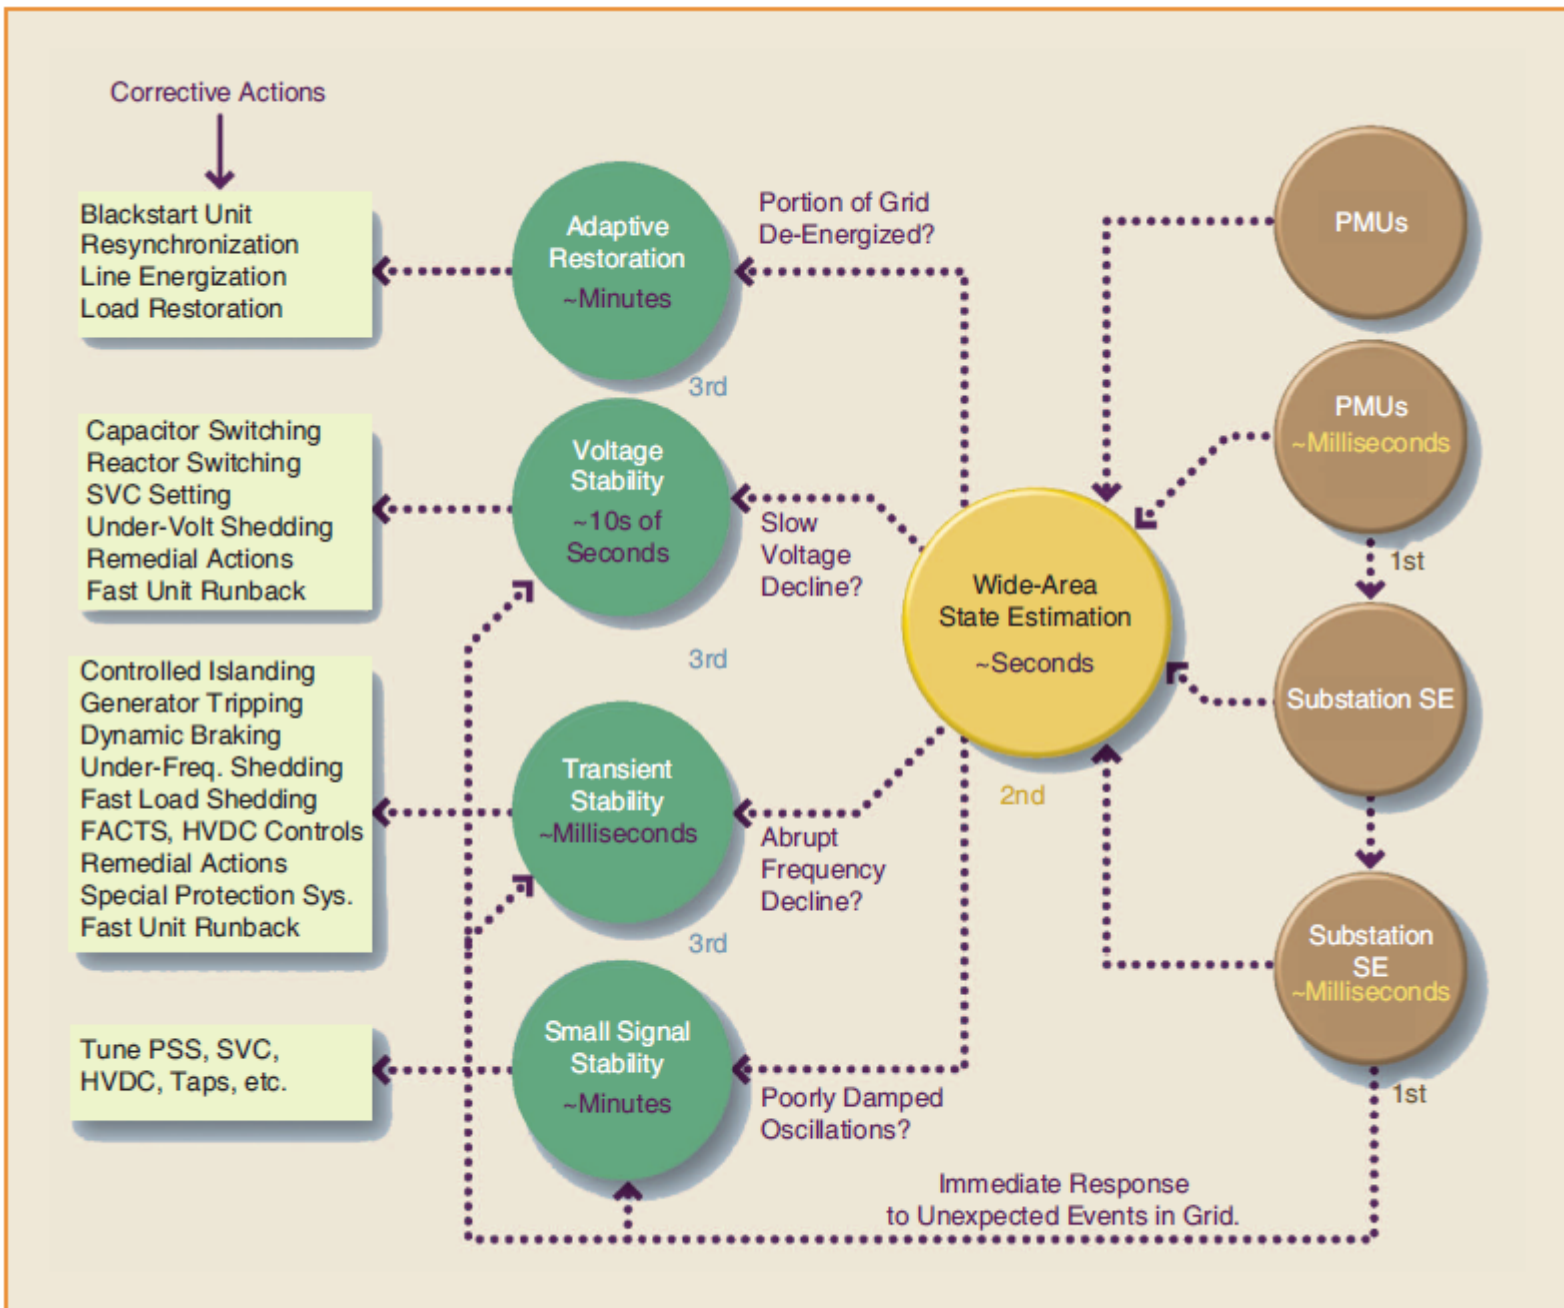 Corrective Actions
Blackstart Unit
Resynchronization
Line Energization
Load Restoration
Adaptive
Restoration
~Minutes
3rd
Portion of Grid
De-Energized?
PMUs
PMUs
~Milliseconds
1st
Capacitor Switching
Reactor Switching
SVC Setting
Under-Volt Shedding
Remedial Actions
Fast Unit Runback
Voltage
Stability
~10s of
Seconds
3rd
Slow
Voltage
Decline?
Wide-Area
State Estimation
~Seconds
2nd
Substation SE
Controlled Islanding
Generator Tripping
Dynamic Braking
Under-Freq. Shedding
Fast Load Shedding
FACTS, HVDC Controls
Remedial Actions
Special Protection Sys.
Fast Unit Runback
Transient
Stability
~Milliseconds
3rd
Abrupt
Frequency
Decline?
Substation
SE
~Milliseconds
1st
Tune PSS, SVC,
HVDC, Taps, etc.
Small Signal
Stability
~Minutes
Poorly Damped
Oscillations?
Immediate Response
to Unexpected Events in Grid.